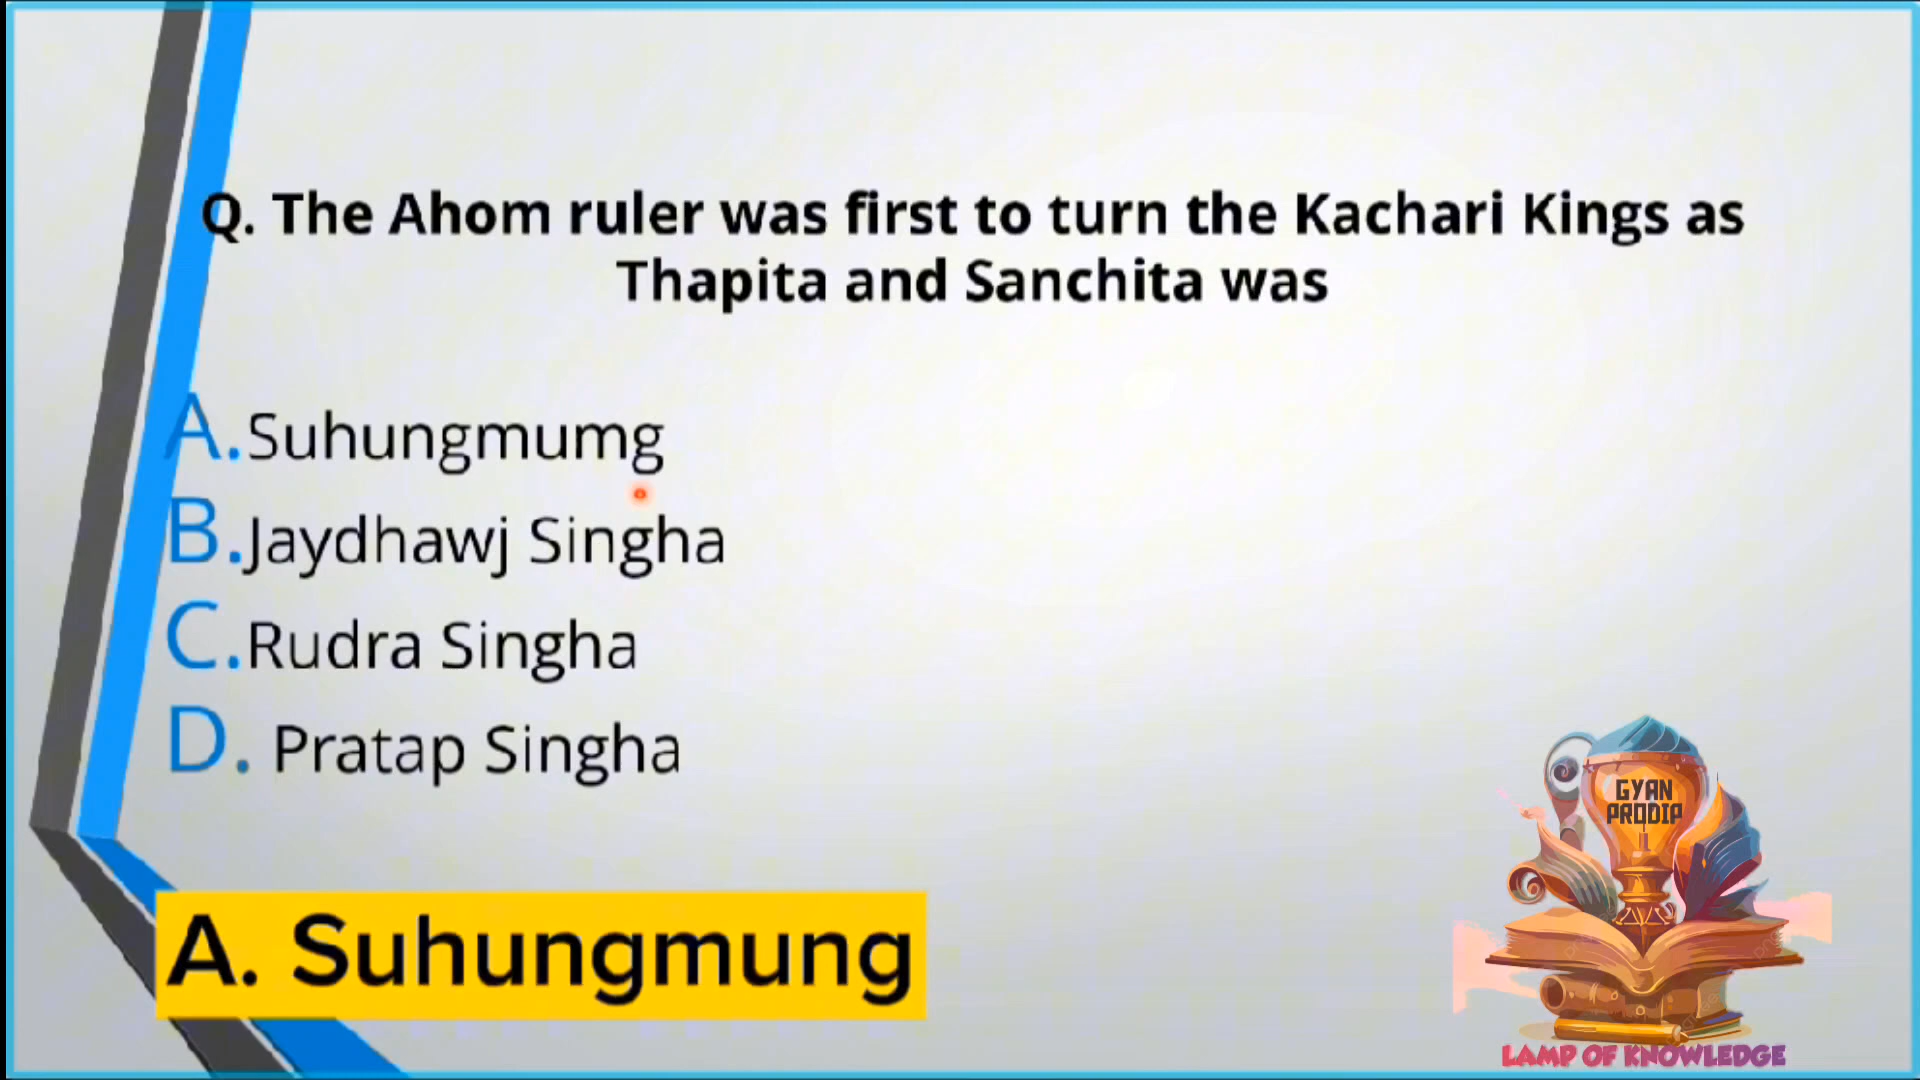 Q. The Ahom ruler was first to turn the Kachari Kings as
Thapita and Sanchita was
A.Suhungmumg
B.Jaydhawj Singha
C.Rudra Singha
D. Pratap Singha
A. Suhungmung
GYAN
PRODIP
LAMP OF KNOWLEDGE